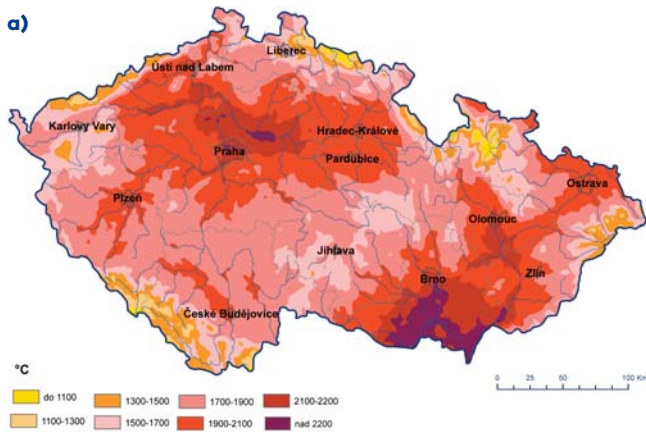 a)
Liberec
Ústí nad Labem
Karlovy Vary
Hradec-Králové
Praha
Pardubice
Ostrava
Plzeň
Olomouc
Jihlava
Brno
Zlín
České Budějovice
°C
do 1100
1300-1500
1700-1900
2100-2200
1100-1300
1500-1700
1900-2100
nad 2200
0 25 50 75 100 Km